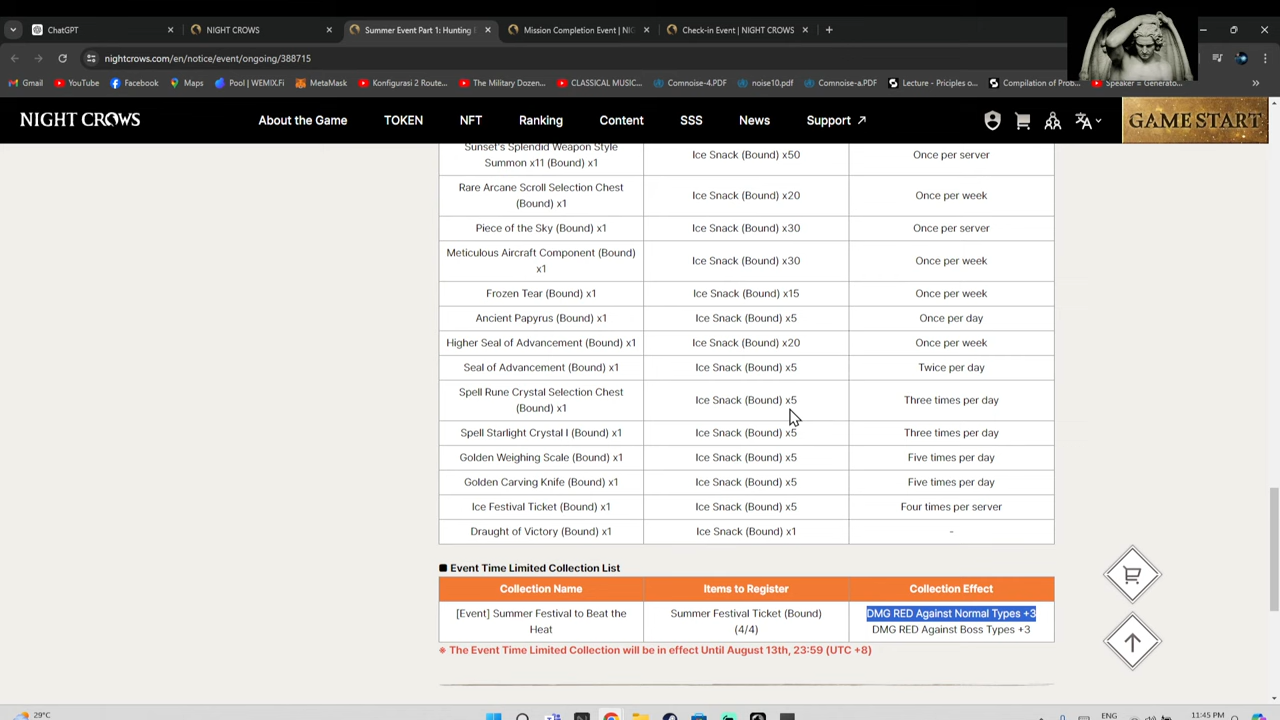 ChatGPT
NIGHT CROWS
Summer Event Part 1: Hunting
Mission Completion Event | NIG
Check-in Event | NIGHT CROWS
nightcrows.com/en/notice/event/ongoing/388715
Gmail
YouTube
Facebook
Maps
Pool | WEMIX.Fi
MetaMask
Konfigurasi 2 Route...
The Military Dozen...
CLASSICAL MUSIC...
Comnoise-4.PDF
noise10.pdf
Comnoise-a.PDF
Lecture - Priciples of
Compilation of Prob...
Speaker = Generato...
NIGHT CROWS
About the Game
TOKEN
NFT
Ranking
Content
SSS
News
Support
GAME START
Sunset's Splendid Weapon Style
Summon x11 (Bound) x1
Ice Snack (Bound) x50
Once per server
Rare Arcane Scroll Selection Chest
(Bound) x1
Ice Snack (Bound) x20
Once per week
Piece of the Sky (Bound) x1
Ice Snack (Bound) x30
Once per server
Meticulous Aircraft Component (Bound)
x1
Ice Snack (Bound) x30
Once per week
Frozen Tear (Bound) x1
Ice Snack (Bound) x15
Once per week
Ancient Papyrus (Bound) x1
Ice Snack (Bound) x5
Once per day
Higher Seal of Advancement (Bound) x1
Ice Snack (Bound) x20
Once per week
Seal of Advancement (Bound) x1
Ice Snack (Bound) x5
Twice per day
Spell Rune Crystal Selection Chest
(Bound) x1
Ice Snack (Bound) x5
Three times per day
Spell Starlight Crystal I (Bound) x1
Ice Snack (Bound) x5
Three times per day
Golden Weighing Scale (Bound) x1
Ice Snack (Bound) x5
Five times per day
Golden Carving Knife (Bound) x1
Ice Snack (Bound) x5
Five times per day
Ice Festival Ticket (Bound) x1
Ice Snack (Bound) x5
Four times per server
Draught of Victory (Bound) x1
Ice Snack (Bound) x1
-
■ Event Time Limited Collection List
Collection Name
Items to Register
Collection Effect
[Event] Summer Festival to Beat the
Heat
Summer Festival Ticket (Bound)
(4/4)
DMG RED Against Normal Types +3
DMG RED Against Boss Types +3
※ The Event Time Limited Collection will be in effect Until August 13th, 23:59 (UTC +8)
29°C
ENG
11:45 PM